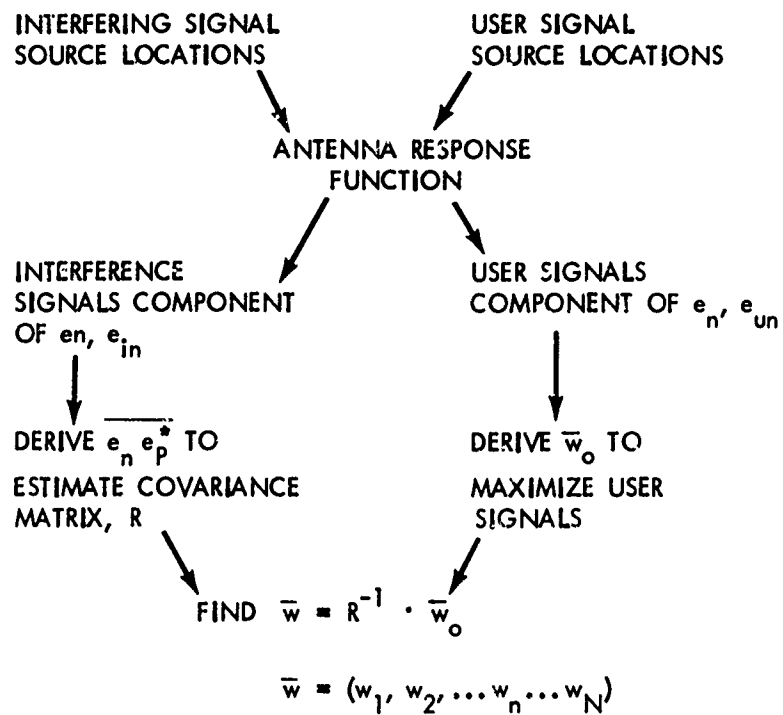 INTERFERING SIGNAL
SOURCE LOCATIONS
USER SIGNAL
SOURCE LOCATIONS
ANTENNA RESPONSE
FUNCTION
INTERFERENCE
SIGNALS COMPONENT
OF en, e_in
USER SIGNALS
COMPONENT OF e_n, e_un
DERIVE \overline{e_n e_p^*} TO
ESTIMATE COVARIANCE
MATRIX, R
DERIVE w̅_o TO
MAXIMIZE USER
SIGNALS
FIND w̅ = R^-1 · w̅_o
w̅ = (w_1, w_2, ... w_n ... w_N)